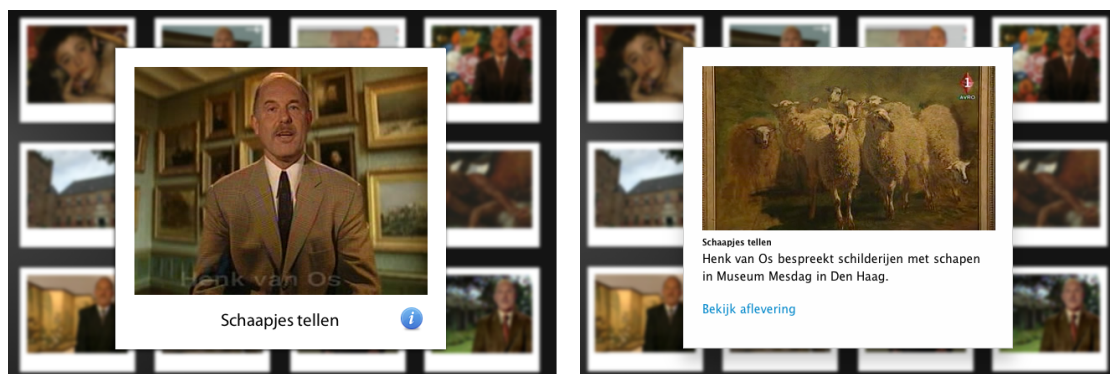 Henk van Os
Schaapjes tellen
i
1
AVRO
Schaapjes tellen
Henk van Os bespreekt schilderijen met schapen
in Museum Mesdag in Den Haag.
Bekijk aflevering